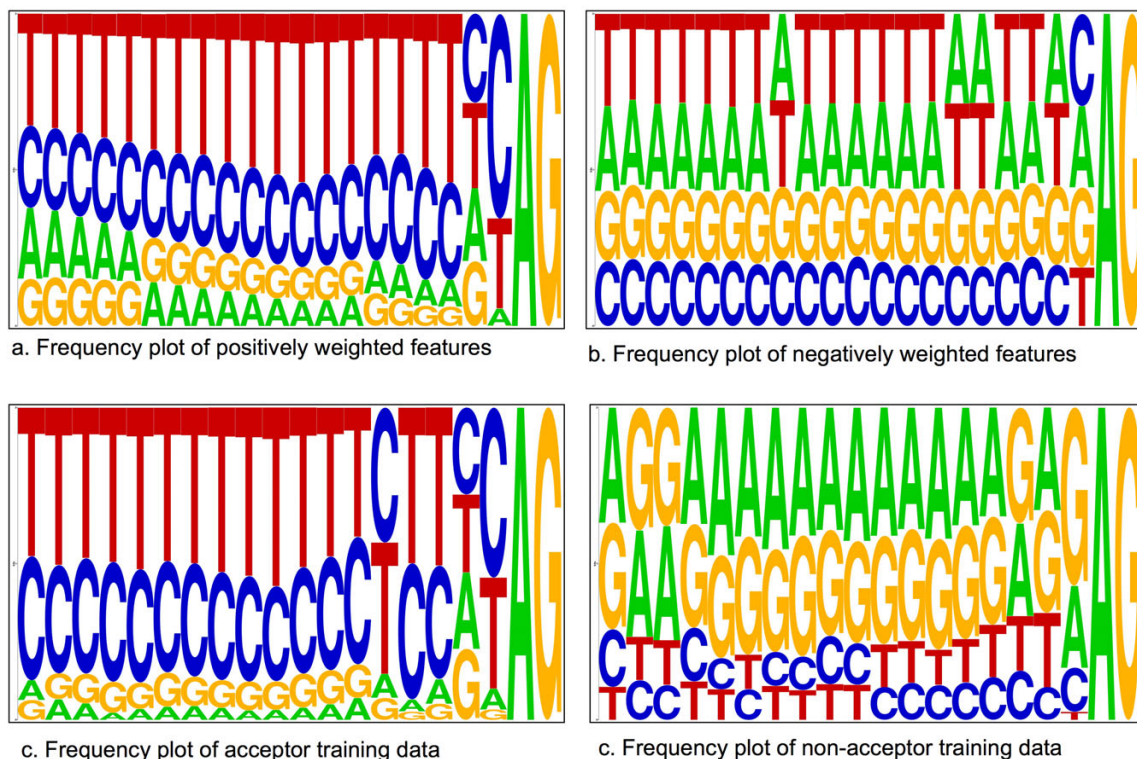 a. Frequency plot of positively weighted features
b. Frequency plot of negatively weighted features
c. Frequency plot of acceptor training data
c. Frequency plot of non-acceptor training data